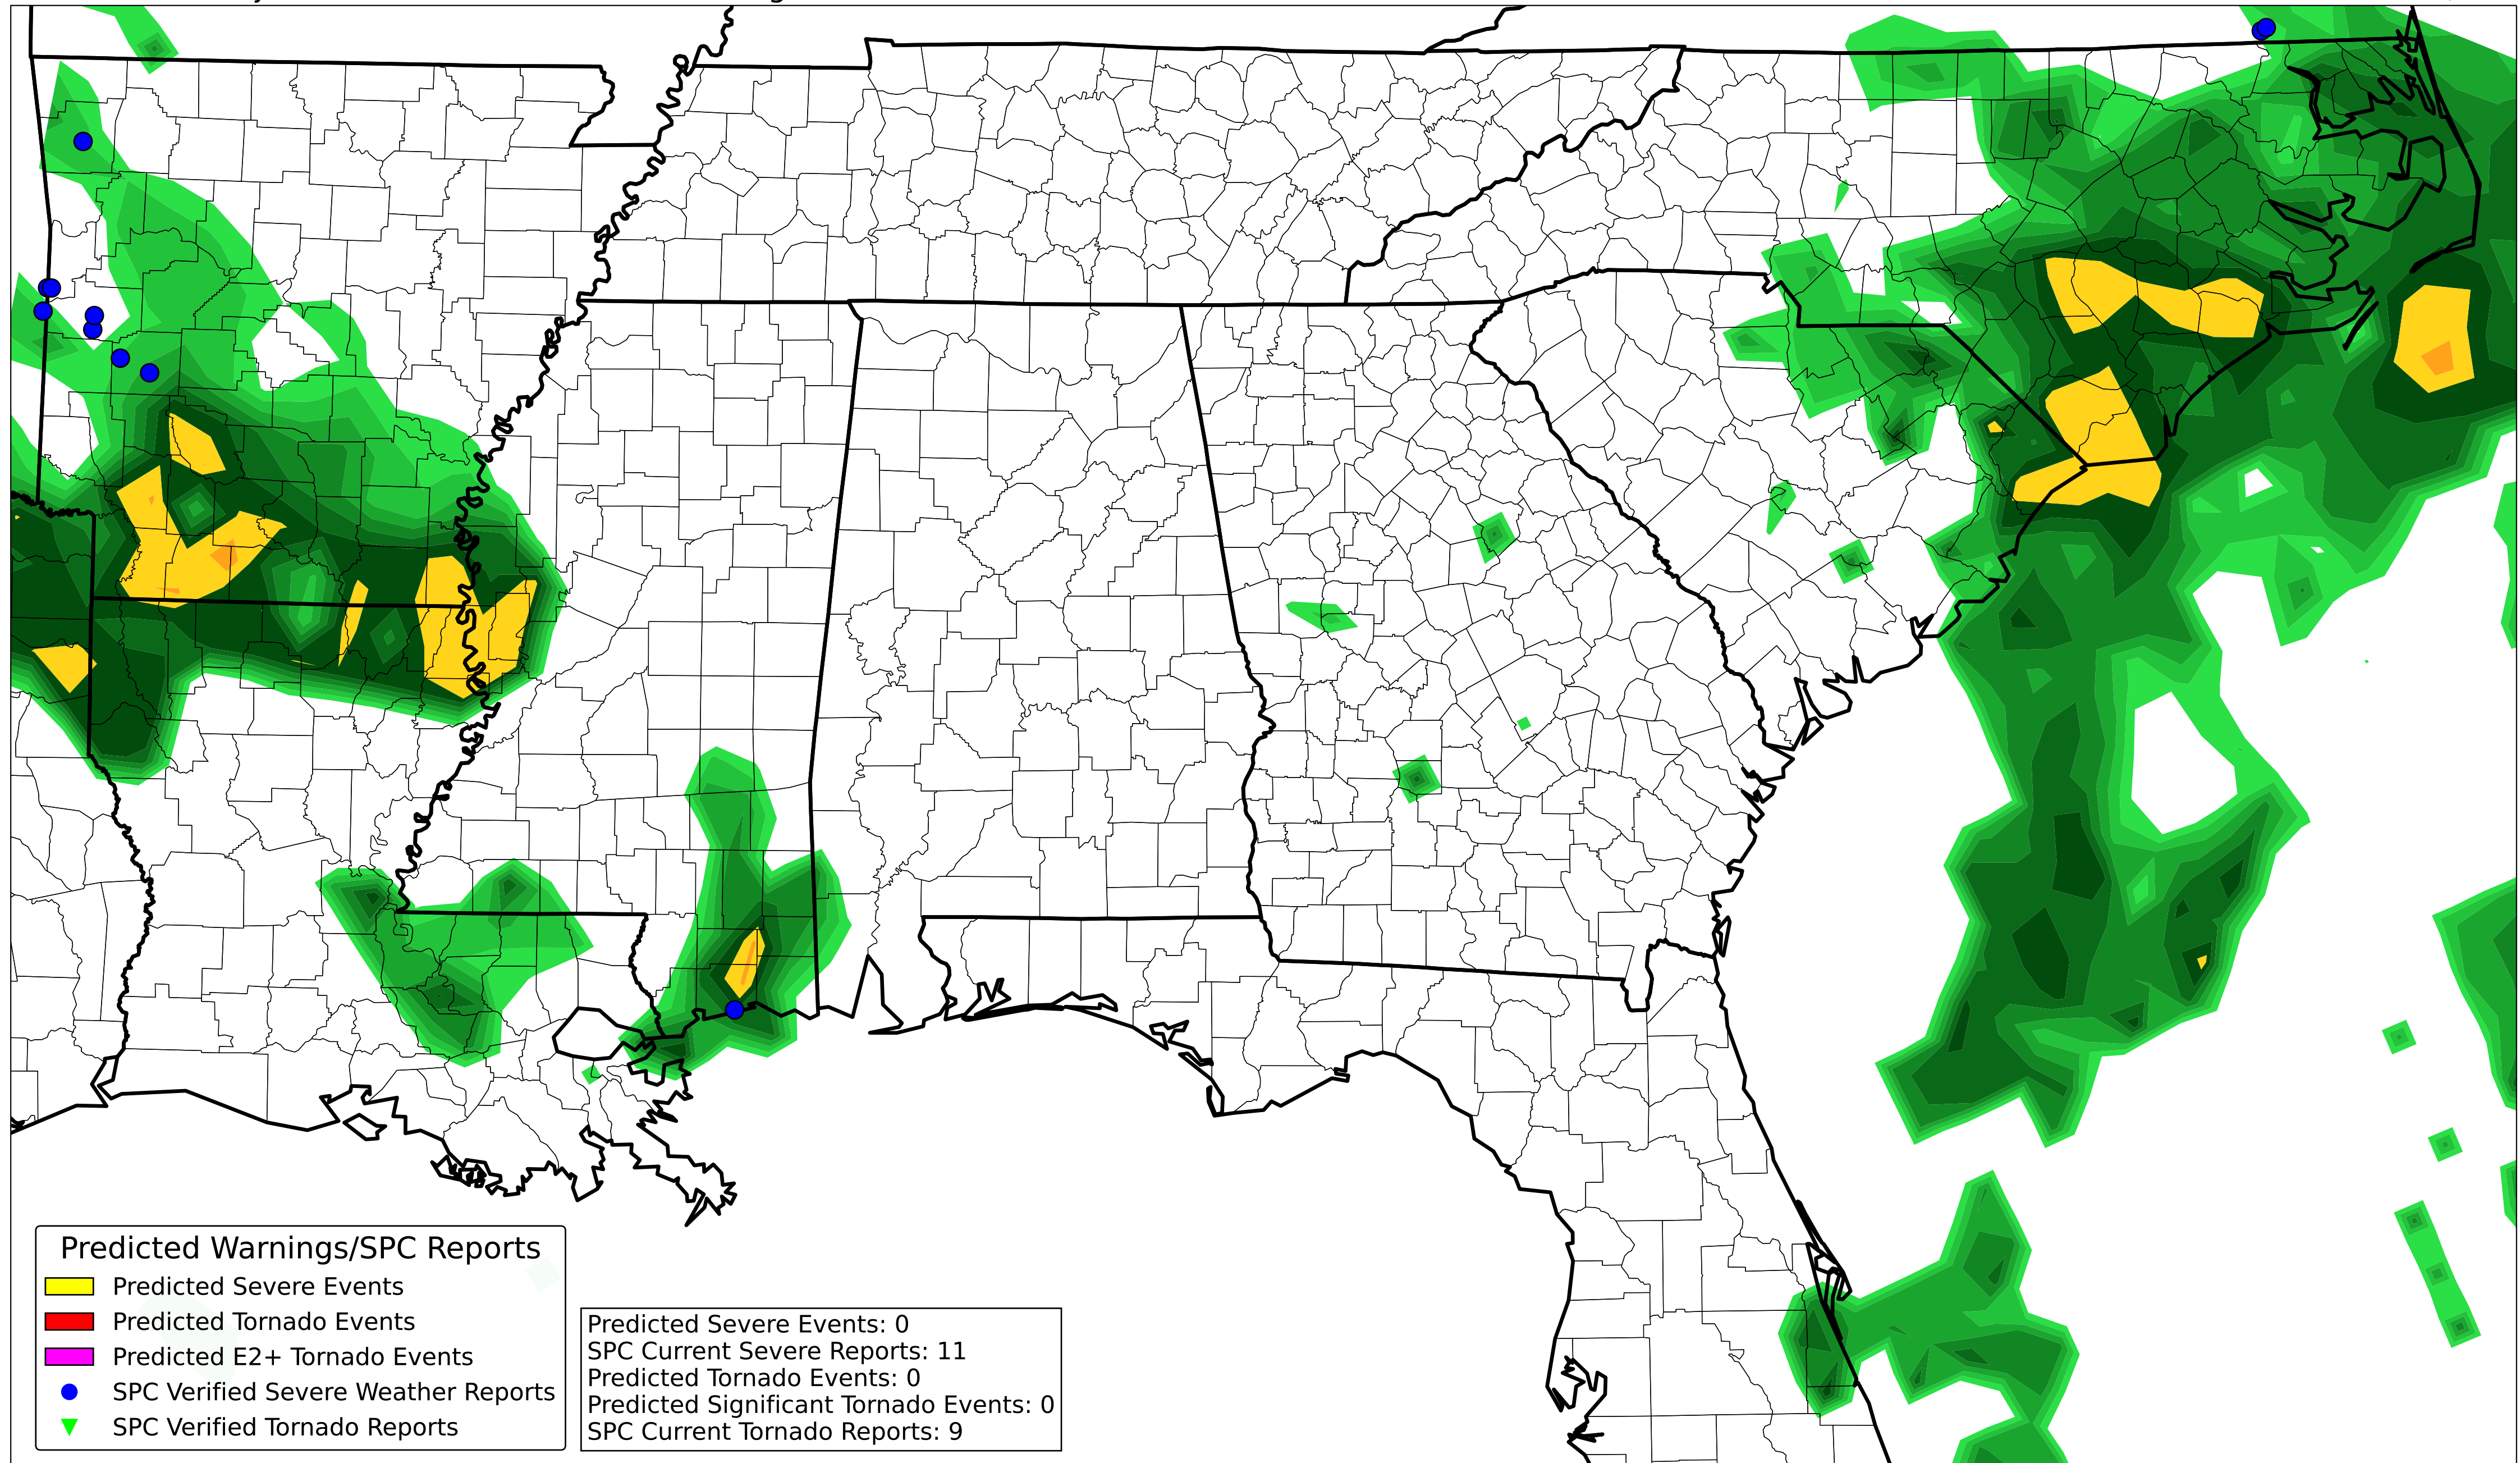 Predicted Warnings/SPC Reports
Predicted Severe Events
Predicted Tornado Events
Predicted E2+ Tornado Events
SPC Verified Severe Weather Reports
SPC Verified Tornado Reports
Predicted Severe Events: 0
SPC Current Severe Reports: 11
Predicted Tornado Events: 0
Predicted Significant Tornado Events: 0
SPC Current Tornado Reports: 9